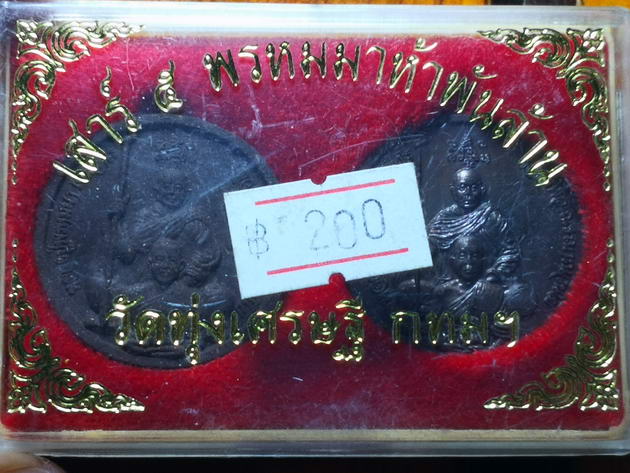 เสาร์ ๕ พรหมมาห้าพันล้าน
฿ 200
วัดทุ่งเศรษฐี กทมฯ